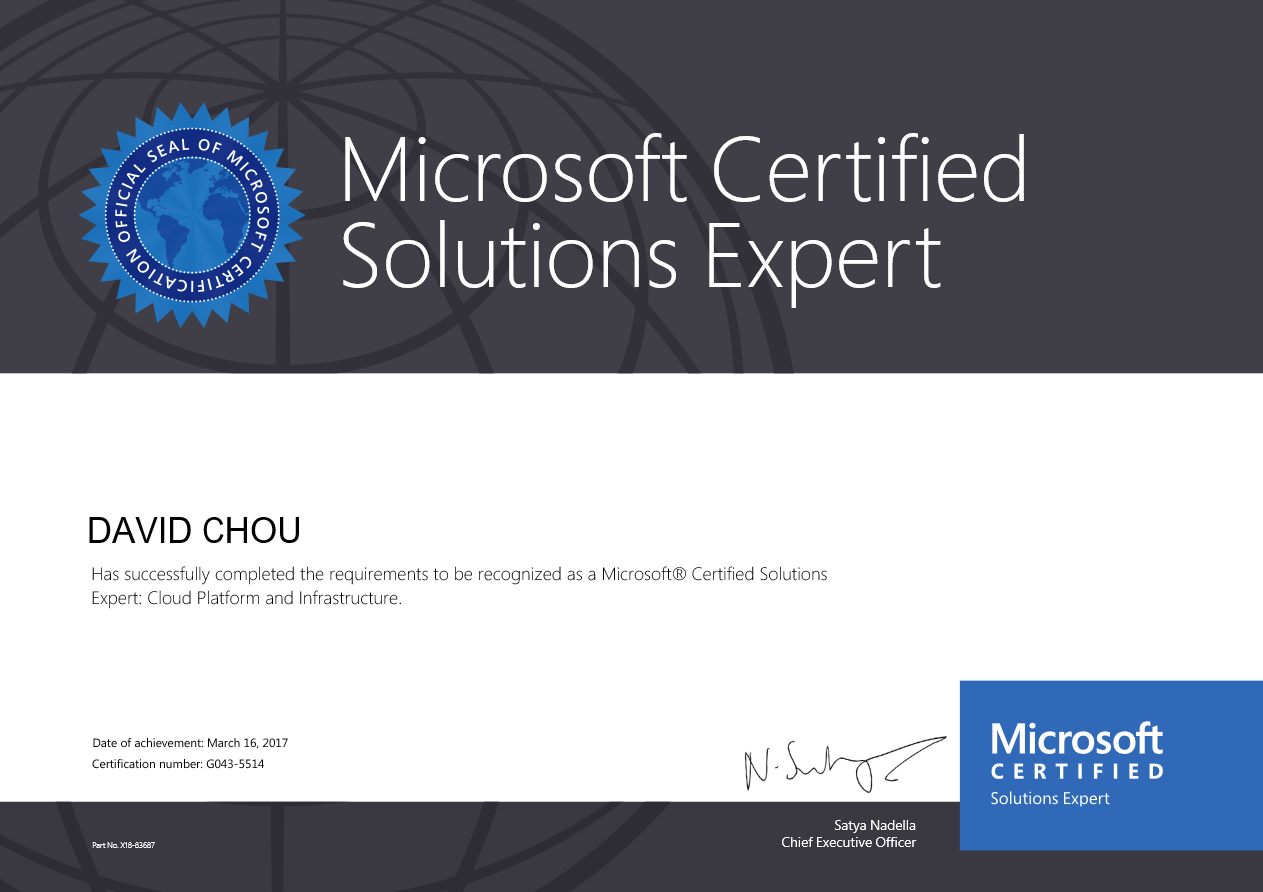 OFFICIAL SEAL OF MICROSOFT CERTIFICATION
Microsoft Certified
Solutions Expert
DAVID CHOU
Has successfully completed the requirements to be recognized as a Microsoft® Certified Solutions
Expert: Cloud Platform and Infrastructure.
Date of achievement: March 16, 2017
Certification number: G043-5514
Part No. X18-83687
Satya Nadella
Chief Executive Officer
Microsoft
CERTIFIED
Solutions Expert